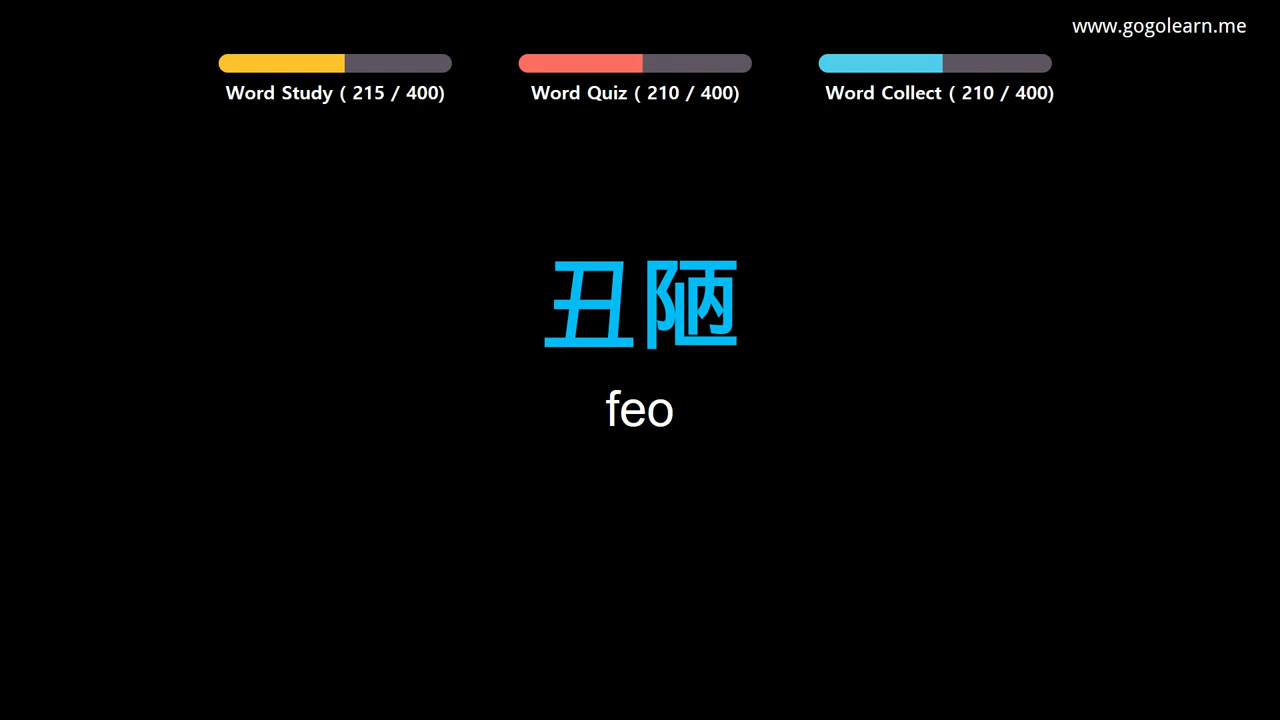 www.gogolearn.me
Word Study ( 215 / 400)
Word Quiz ( 210 / 400)
Word Collect ( 210 / 400)
丑陋
feo